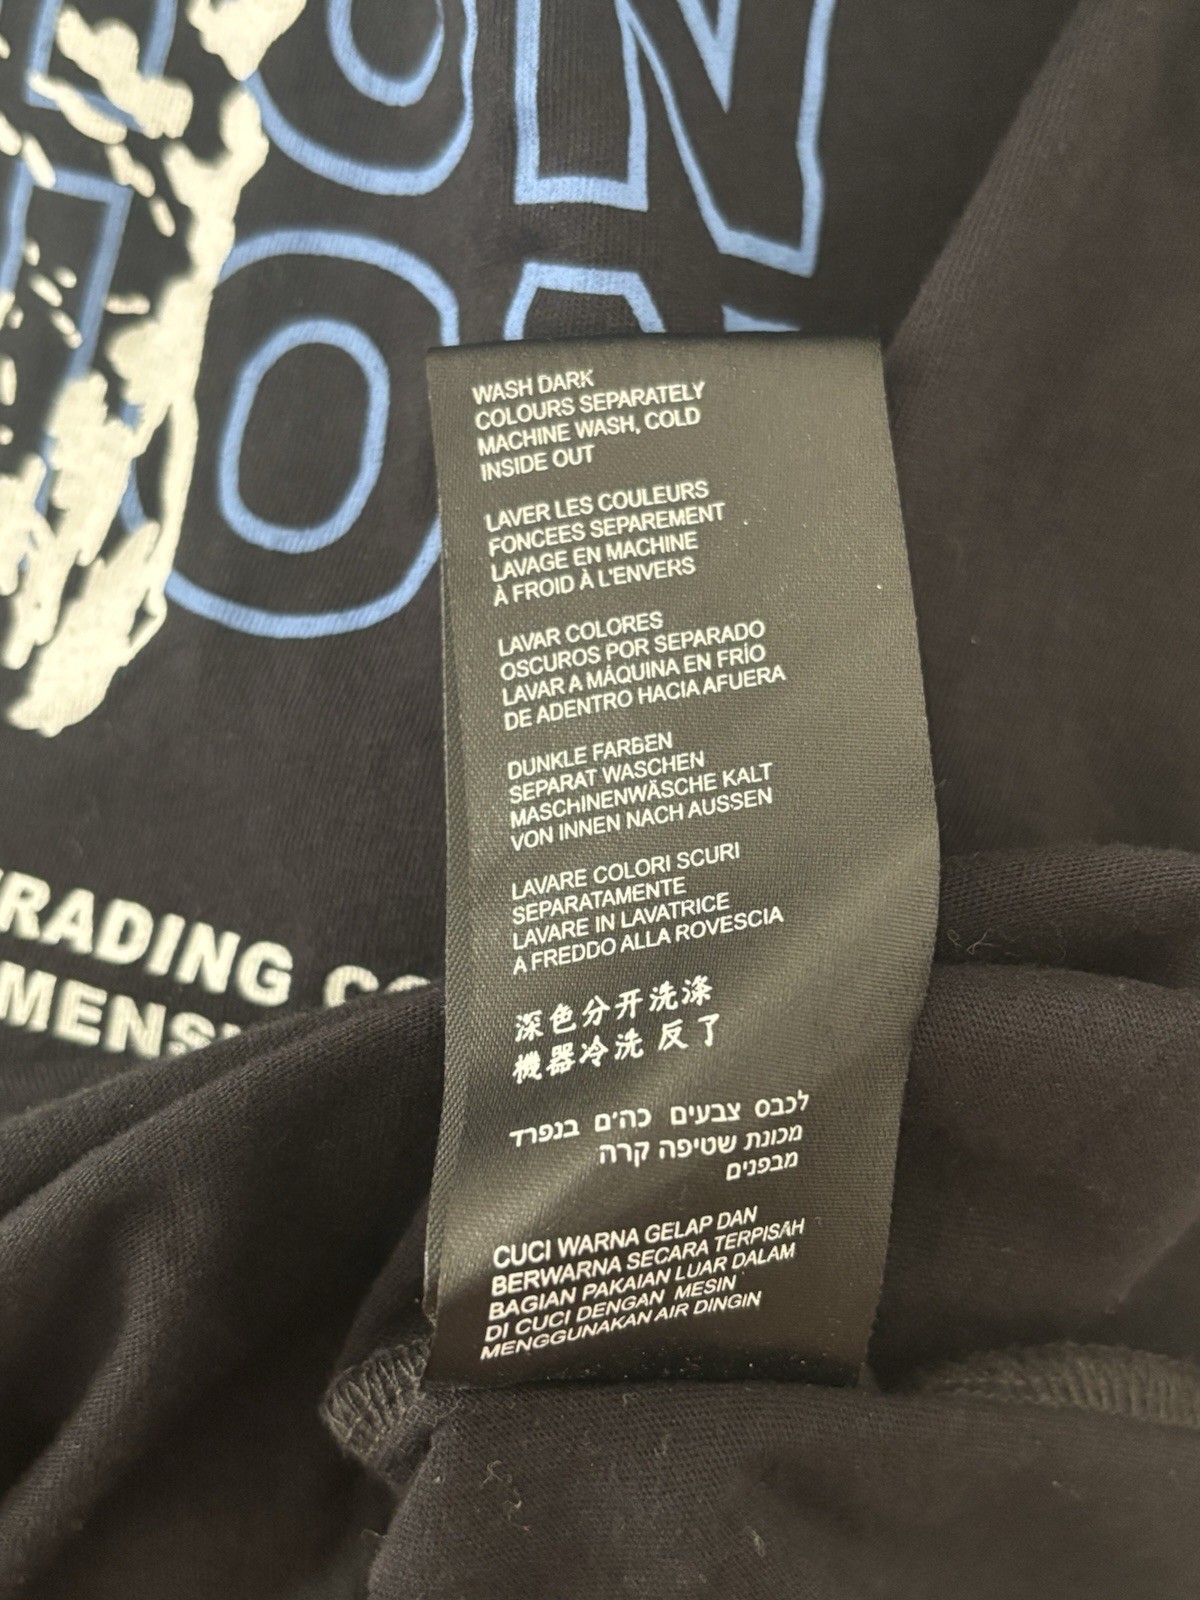 ON
RADING CO
MENS
WASH DARK
COLOURS SEPARATELY
MACHINE WASH, COLD
INSIDE OUT
LAVER LES COULEURS
FONCEES SEPAREMENT
LAVAGE EN MACHINE
À FROID À L'ENVERS
LAVAR COLORES
OSCUROS POR SEPARADO
LAVAR A MÁQUINA EN FRÍO
DE ADENTRO HACIA AFUERA
DUNKLE FARBEN
SEPARAT WASCHEN
MASCHINENWÄSCHE KALT
VON INNEN NACH AUSSEN
LAVARE COLORI SCURI
SEPARATAMENTE
LAVARE IN LAVATRICE
A FREDDO ALLA ROVESCIA
深色分开洗涤
機器冷洗 反了
לכבס צבעים כה׳ם בנפרד
מכונת שטיפה קרה
מבפנים
CUCI WARNA GELAP DAN
BERWARNA SECARA TERPISAH
BAGIAN PAKAIAN LUAR DALAM
DI CUCI DENGAN MESIN
MENGGUNAKAN AIR DINGIN